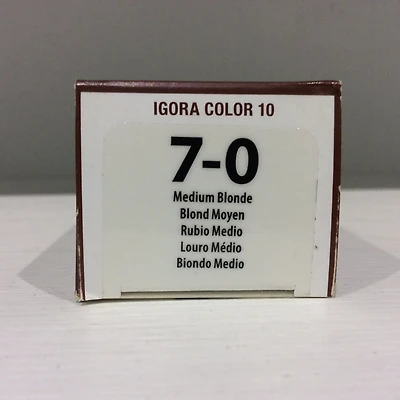 IGORA COLOR 10
7-0
Medium Blonde
Blond Moyen
Rubio Medio
Louro Médio
Biondo Medio